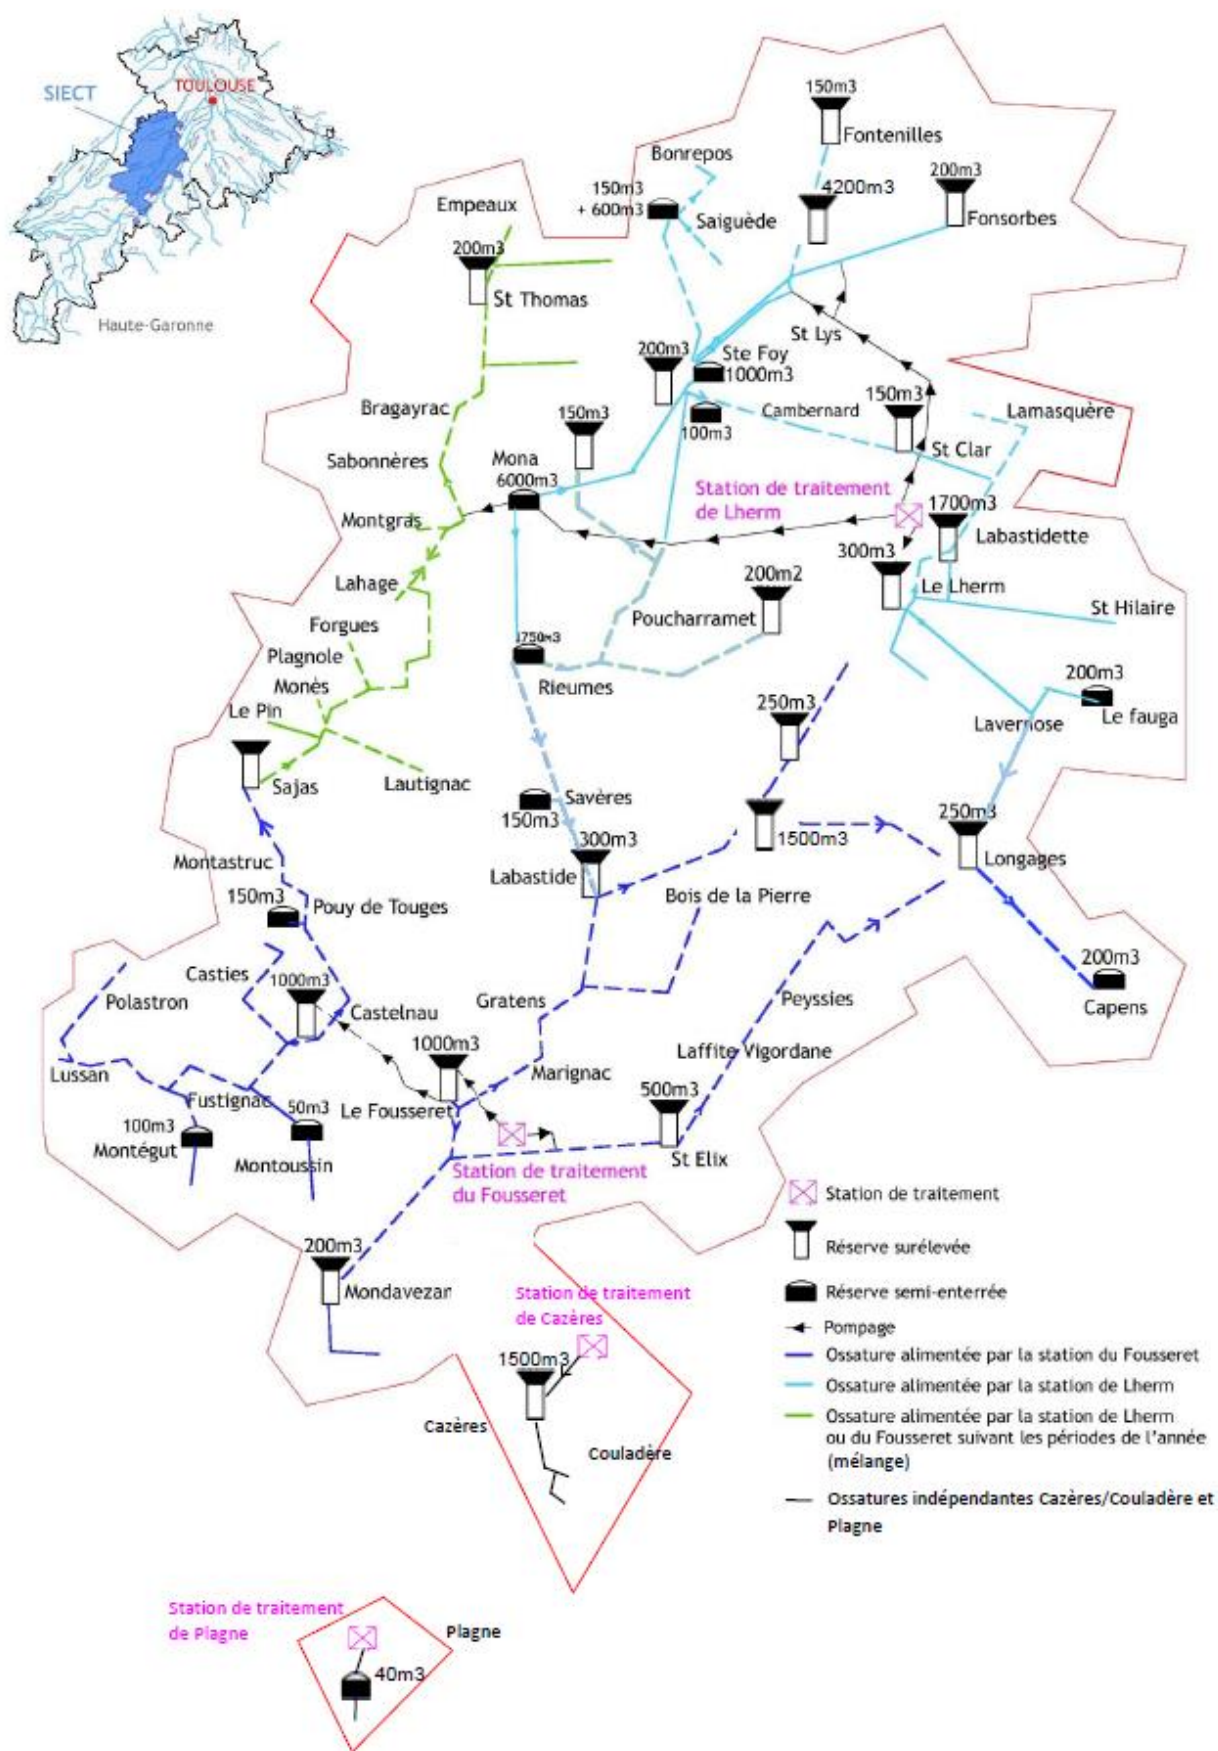 SIECT
TOULOUSE
Haute-Garonne
150m3
Fontenilles
Bonrepos
150m3
+ 600m3
Saiguède
4200m3
200m3
Fonsorbes
Empeaux
200m3
St Thomas
St Lys
200m3
Ste Foy
1000m3
Bragayrac
150m3
100m3
Cambernard
150m3
Lamasquère
St Clar
Sabonnères
Mona
6000m3
Station de traitement
de Lherm
1700m3
Labastidette
Montgras
300m3
Le Lherm
Lahage
200m2
Poucharramet
St Hilaire
Forgues
Plagnole
750m3
Rieumes
Monès
200m3
Le fauga
Le Pin
250m3
Lavernose
Sajas
Lautignac
Savères
150m3
300m3
1500m3
250m3
Longages
Montastruc
Labastide
Bois de la Pierre
150m3
Pouy de Touges
Casties
1000m3
200m3
Capens
Polastron
Castelnau
Gratens
Peyssies
1000m3
Laffite Vigordane
Lussan
Marignac
Fustignac
50m3
Le Fousseret
500m3
100m3
Montégut
Montoussin
St Elix
Station de traitement
du Fousseret
Station de traitement
200m3
Réserve surélevée
Mondavezan
Station de traitement
de Cazères
Réserve semi-enterrée
Pompage
1500m3
Ossature alimentée par la station du Fousseret
Ossature alimentée par la station de Lherm
Cazères
Couladère
Ossature alimentée par la station de Lherm
ou du Fousseret suivant les périodes de l'année
(mélange)
Ossatures indépendantes Cazères/Couladère et
Plagne
Station de traitement
de Plagne
Plagne
40m3